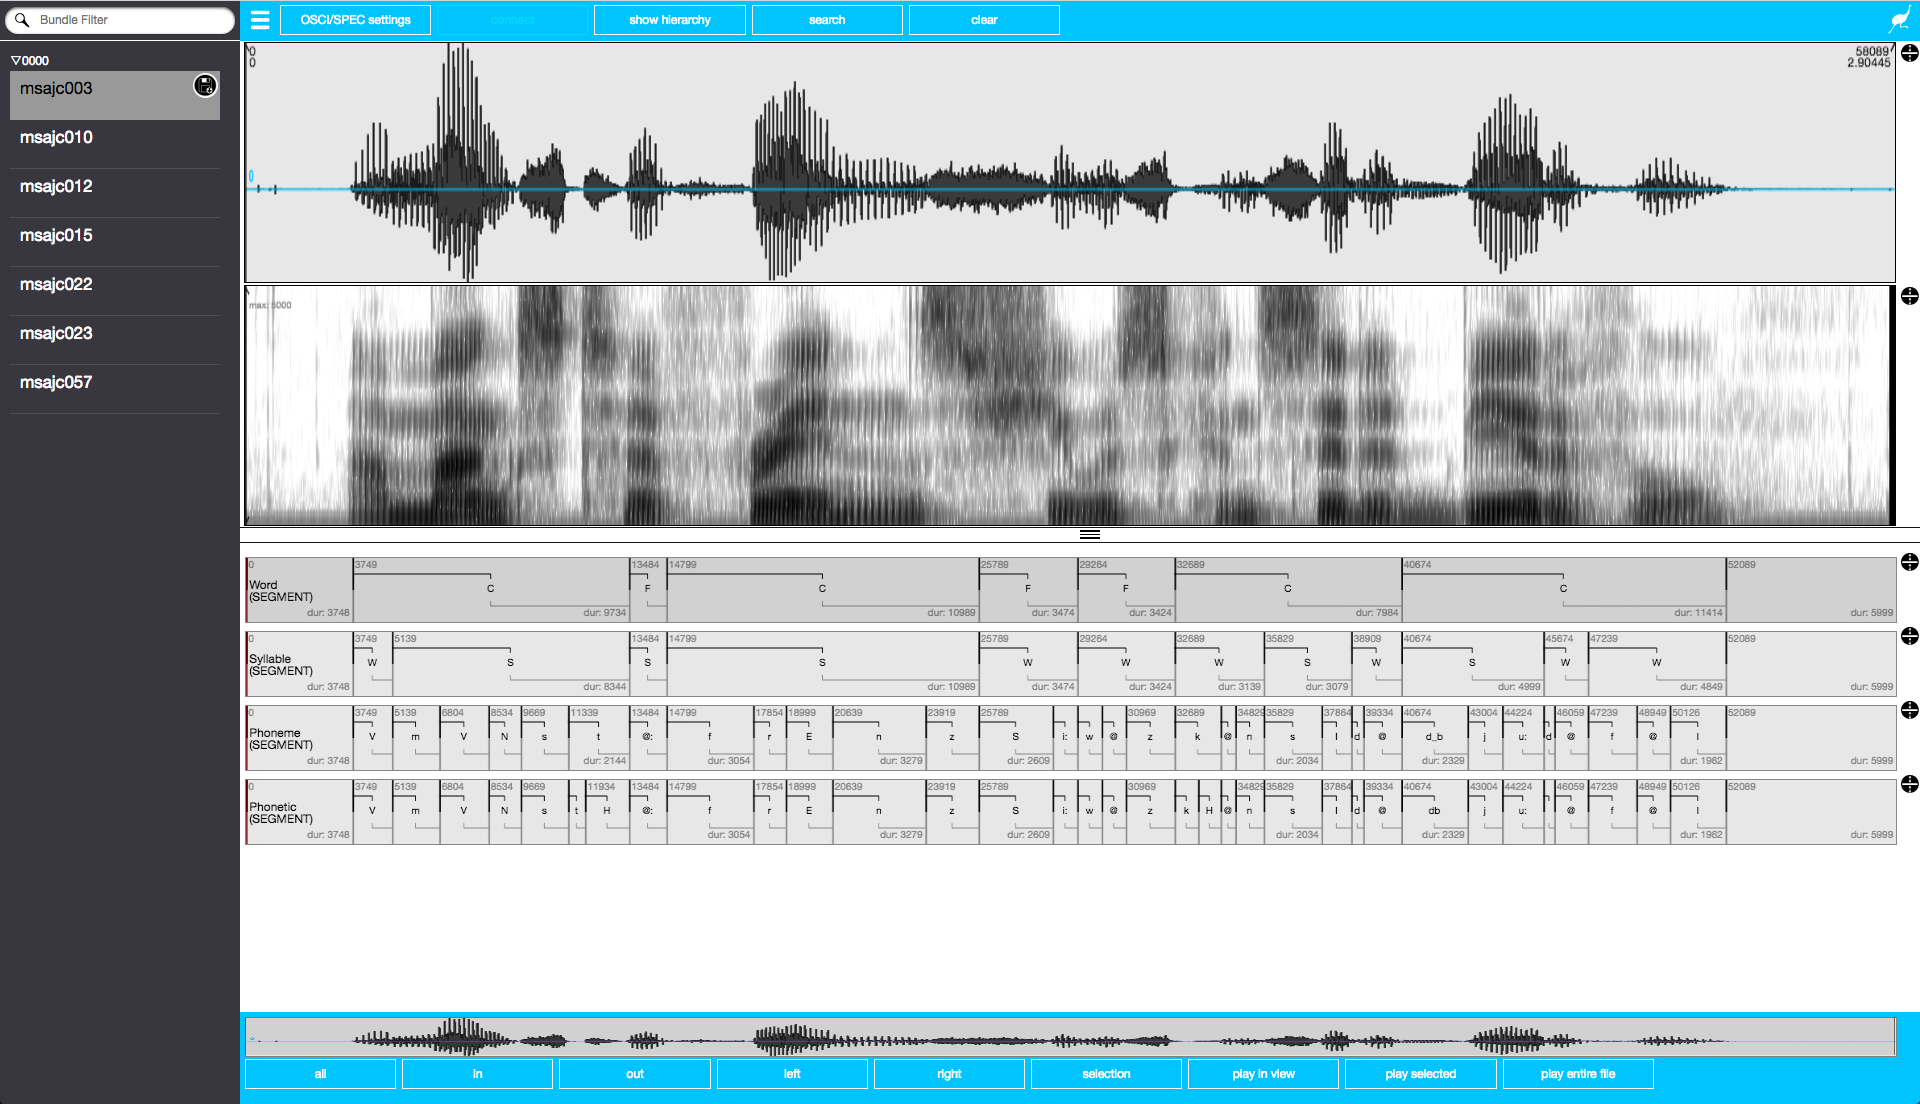 Bundle Filter
OSCI/SPEC settings connect show hierarchy search clear
▽0000
msajc003
msajc010
msajc012
msajc015
msajc022
msajc023
msajc057
0 58089
0 2.90445
0
max: 5000
0 3749 13484 14799 25789 29264 32689 40674 52089
Word C F C F F C C
(SEGMENT)
dur: 3748 dur: 9734 dur: 10989 dur: 3474 dur: 3424 dur: 7984 dur: 11414 dur: 5999
0 3749 5139 13484 14799 25789 29264 32689 35829 38909 40674 45674 47239 52089
Syllable W S S S W W W S W S W W
(SEGMENT)
dur: 3748 dur: 8344 dur: 10989 dur: 3474 dur: 3424 dur: 3139 dur: 3079 dur: 4999 dur: 4849 dur: 5999
0 3749 5139 6804 8534 9669 11339 13484 14799 17854 18999 20639 23919 25789 30969 32689 34829 35829 37864 39334 40674 43004 44224 46059 47239 48949 50126 52089
Phoneme V m V N s t @: f r E n z S i: w @ z k @ n s I d @ d_b j u: d @ f @ l
(SEGMENT)
dur: 3748 dur: 2144 dur: 3054 dur: 3279 dur: 2609 dur: 2034 dur: 2329 dur: 1962 dur: 5999
0 3749 5139 6804 8534 9669 11934 13484 14799 17854 18999 20639 23919 25789 30969 32689 34829 35829 37864 39334 40674 43004 44224 46059 47239 48949 50126 52089
Phonetic V m V N s t H @: f r E n z S i: w @ z k H @ n s I d @ db j u: @ f @ l
(SEGMENT)
dur: 3748 dur: 3054 dur: 3279 dur: 2609 dur: 2034 dur: 2329 dur: 1962 dur: 5999
all in out left right selection play in view play selected play entire file